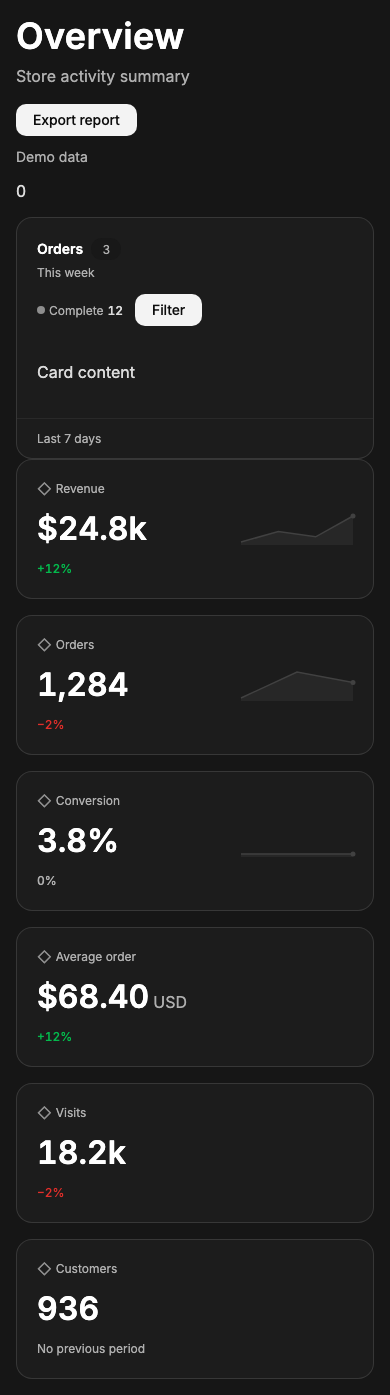 Overview
Store activity summary
Export report
Demo data
0
Orders 3
This week
Complete 12 Filter
Card content
Last 7 days
Revenue
$24.8k
+12%
Orders
1,284
−2%
Conversion
3.8%
0%
Average order
$68.40 USD
+12%
Visits
18.2k
−2%
Customers
936
No previous period